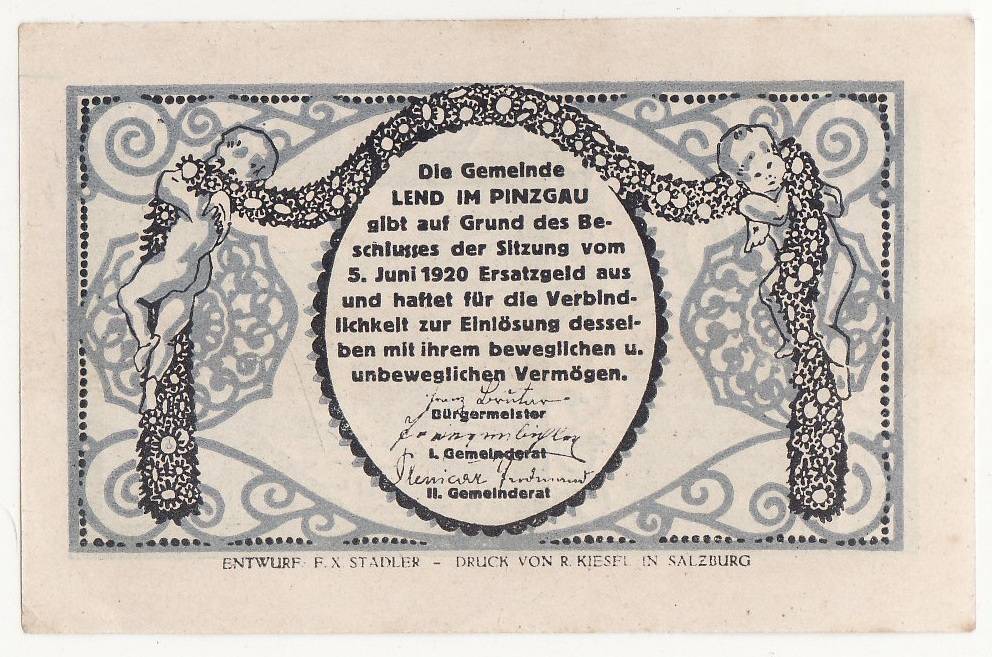 Die Gemeinde
LEND IM PINZGAU
gibt auf Grund des Be-
schlusses der Sitzung vom
5. Juni 1920 Ersatzgeld aus
und haftet für die Verbind-
lichkeit zur Einlösung dessel-
ben mit ihrem beweglichen u.
unbeweglichen Vermögen.
Franz
Bürgermeister
I. Gemeinderat
Ferdinand
II. Gemeinderat
ENTWURF: F. X STADLER – DRUCK VON R. KIESEL IN SALZBURG